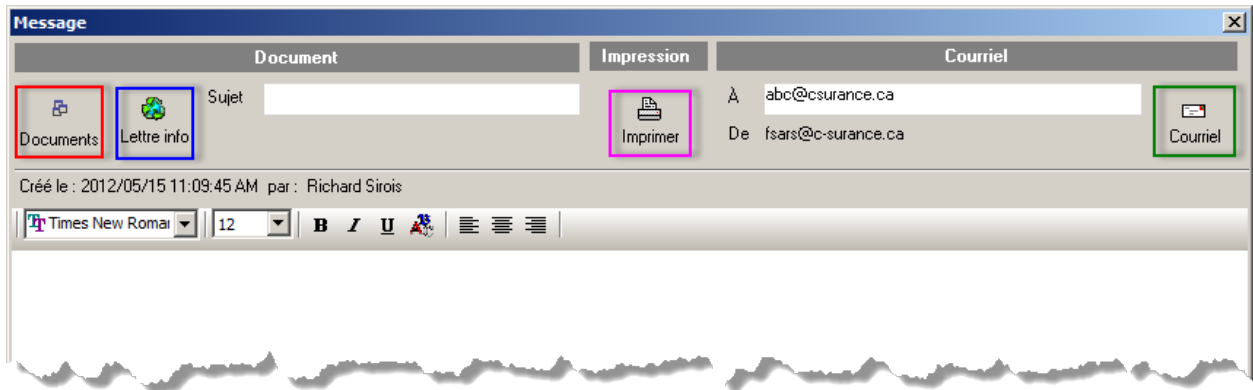 Message
Document Impression Courriel
Documents Lettre info Sujet Imprimer À abc@csurance.ca
De fsars@c-surance.ca Courriel
Créé le : 2012/05/15 11:09:45 AM par : Richard Sirois
Times New Romai 12 B I U